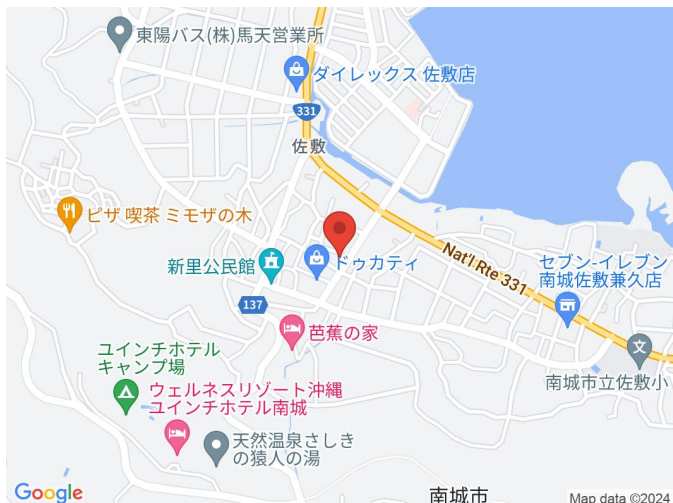 東陽バス(株)馬天営業所
ダイレックス 佐敷店
331
佐敷
ピザ 喫茶 ミモザの木
新里公民館
ドゥカティ
Nat'l Rte 331
セブン-イレブン
南城佐敷兼久店
137
芭蕉の家
南城市立佐敷小
ユインチホテル
キャンプ場
ウェルネスリゾート沖縄
ユインチホテル南城
天然温泉さしき
の猿人の湯
南城市
Google
Map data ©2024